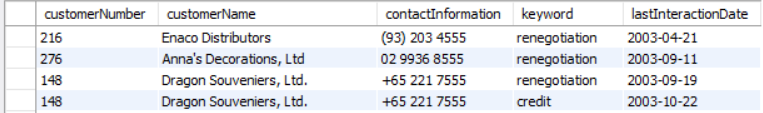 customerNumber customerName contactInformation keyword lastInteractionDate
216 Enaco Distributors (93) 203 4555 renegotiation 2003-04-21
276 Anna's Decorations, Ltd 02 9936 8555 renegotiation 2003-09-11
148 Dragon Souveniers, Ltd. +65 221 7555 renegotiation 2003-09-19
148 Dragon Souveniers, Ltd. +65 221 7555 credit 2003-10-22